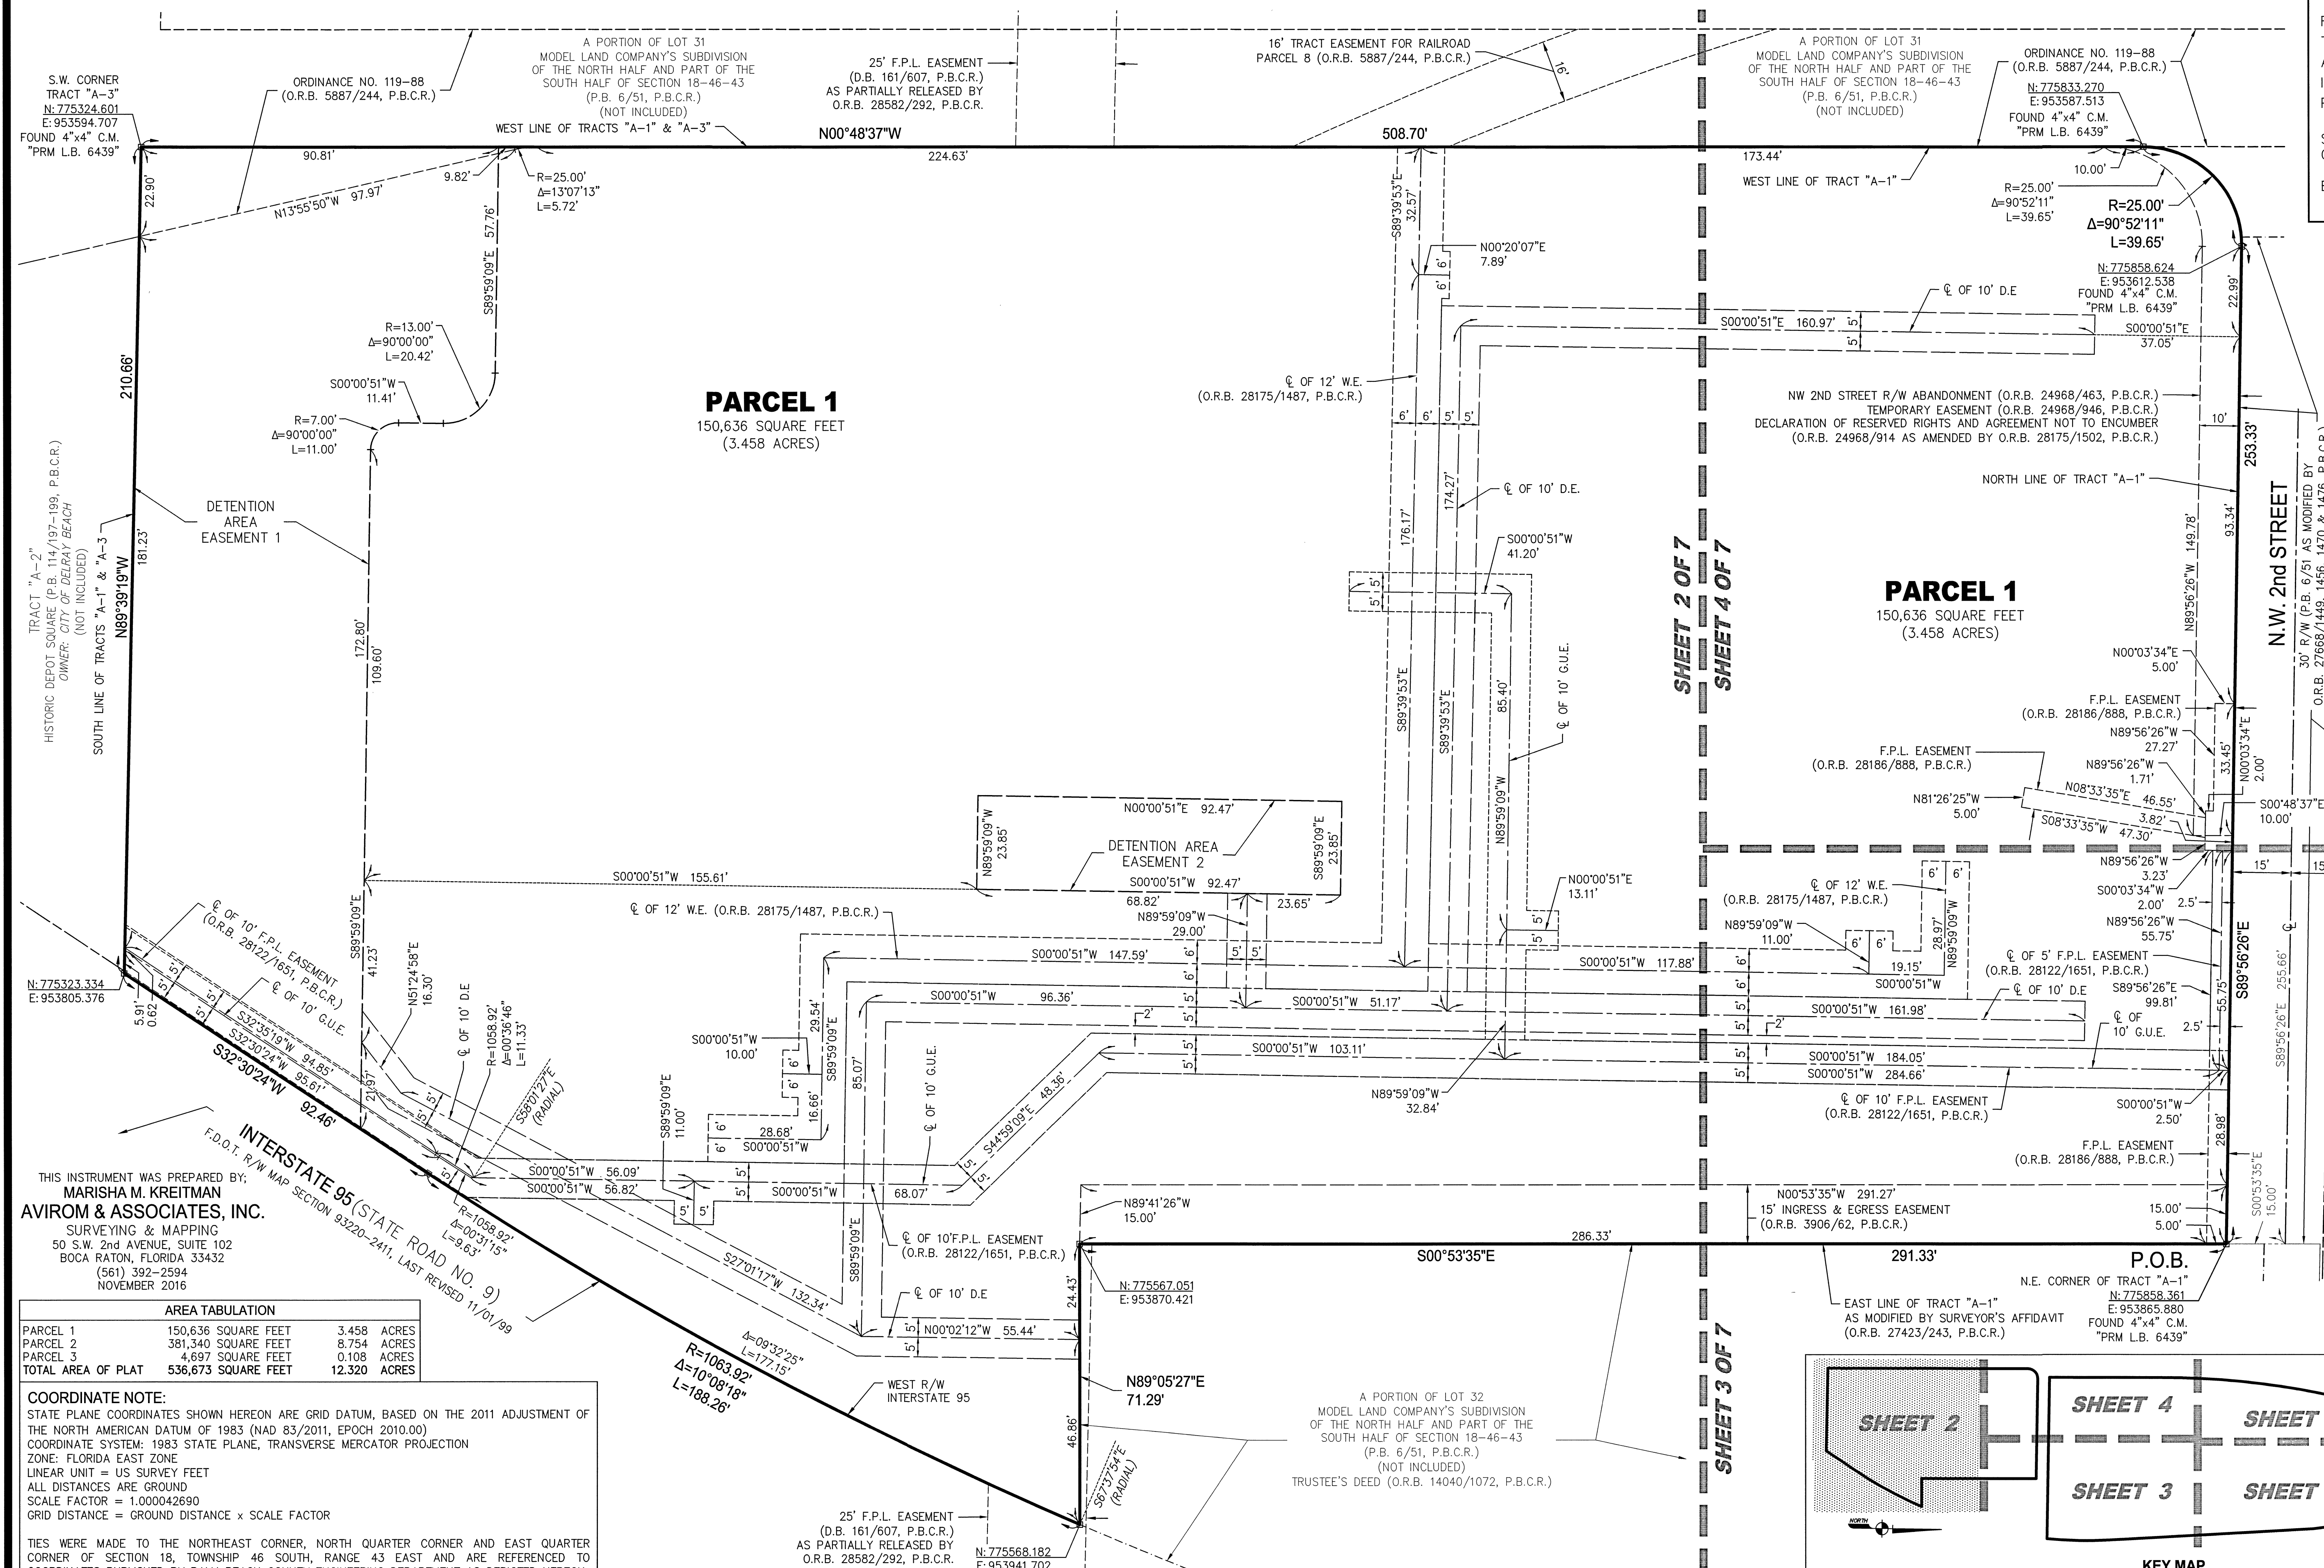 A PORTION OF LOT 31
MODEL LAND COMPANY'S SUBDIVISION
OF THE NORTH HALF AND PART OF THE
SOUTH HALF OF SECTION 18-46-43
(P.B. 6/51, P.B.C.R.)
(NOT INCLUDED)
25' F.P.L. EASEMENT
(D.B. 161/607, P.B.C.R.)
AS PARTIALLY RELEASED BY
O.R.B. 28582/292, P.B.C.R.
16' TRACT EASEMENT FOR RAILROAD
PARCEL 8 (O.R.B. 5887/244, P.B.C.R.)
16'
A PORTION OF LOT 31
MODEL LAND COMPANY'S SUBDIVISION
OF THE NORTH HALF AND PART OF THE
SOUTH HALF OF SECTION 18-46-43
(P.B. 6/51, P.B.C.R.)
(NOT INCLUDED)
ORDINANCE NO. 119-88
(O.R.B. 5887/244, P.B.C.R.)
N: 775833.270
E: 953587.513
FOUND 4"x4" C.M.
"PRM L.B. 6439"
S.W. CORNER
TRACT "A-3"
N: 775324.601
E: 953594.707
FOUND 4"x4" C.M.
"PRM L.B. 6439"
ORDINANCE NO. 119-88
(O.R.B. 5887/244, P.B.C.R.)
WEST LINE OF TRACTS "A-1" & "A-3"
N00°48'37"W
508.70'
90.81'
224.63'
173.44'
9.82'
R=25.00'
Δ=13°07'13"
L=5.72'
N13°55'50"W 97.97'
22.90'
WEST LINE OF TRACT "A-1"
10.00'
R=25.00'
Δ=90°52'11"
L=39.65'
R=25.00'
Δ=90°52'11"
L=39.65'
N: 775858.624
E: 953612.538
FOUND 4"x4" C.M.
"PRM L.B. 6439"
22.99'
S89°59'09"E 57.76'
S89°39'53"E
32.57'
N00°20'07"E
7.89'
6'
6'
℄ OF 10' D.E
S00°00'51"E 160.97'
5'
5'
S00°00'51"E
37.05'
R=13.00'
Δ=90°00'00"
L=20.42'
S00°00'51"W
11.41'
R=7.00'
Δ=90°00'00"
L=11.00'
210.66'
PARCEL 1
150,636 SQUARE FEET
(3.458 ACRES)
℄ OF 12' W.E.
(O.R.B. 28175/1487, P.B.C.R.)
6' 6' 5' 5'
NW 2ND STREET R/W ABANDONMENT (O.R.B. 24968/463, P.B.C.R.)
TEMPORARY EASEMENT (O.R.B. 24968/946, P.B.C.R.)
DECLARATION OF RESERVED RIGHTS AND AGREEMENT NOT TO ENCUMBER
(O.R.B. 24968/914 AS AMENDED BY O.R.B. 28175/1502, P.B.C.R.)
10'
253.33'
NORTH LINE OF TRACT "A-1"
93.34'
N.W. 2nd STREET
30' R/W (P.B. 6/51 AS MODIFIED BY
O.R.B. 27668/1449, 1456, 1470 & 1476, P.B.C.R.)
TRACT "A-2"
HISTORIC DEPOT SQUARE (P.B. 114/197-199, P.B.C.R.)
OWNER: CITY OF DELRAY BEACH
(NOT INCLUDED)
SOUTH LINE OF TRACTS "A-1" & "A-3
N89°39'19"W
181.23'
DETENTION
AREA
EASEMENT 1
172.80'
109.60'
176.17'
174.27'
℄ OF 10' D.E.
S00°00'51"W
41.20'
5'
5'
85.40'
℄ OF 10' G.U.E.
S89°39'53"E
S89°39'53"E
N89°59'09"W
SHEET 2 OF 7
SHEET 4 OF 7
PARCEL 1
150,636 SQUARE FEET
(3.458 ACRES)
N89°56'26"W 149.78'
N00°03'34"E
5.00'
F.P.L. EASEMENT
(O.R.B. 28186/888, P.B.C.R.)
N89°56'26"W
27.27'
33.45'
N00°03'34"E
2.00'
F.P.L. EASEMENT
(O.R.B. 28186/888, P.B.C.R.)
N89°56'26"W
1.71'
N81°26'25"W
5.00'
N08°33'35"E 46.55'
S08°33'35"W 47.30'
3.82'
S00°48'37"E
10.00'
N00°00'51"E 92.47'
N89°59'09"W
23.85'
DETENTION AREA
EASEMENT 2
S89°59'09"E
23.85'
S00°00'51"W 92.47'
S00°00'51"W 155.61'
68.82'
23.65'
N89°59'09"W
29.00'
N00°00'51"E
13.11'
5'
5'
℄ OF 12' W.E. (O.R.B. 28175/1487, P.B.C.R.)
℄ OF 12' W.E.
(O.R.B. 28175/1487, P.B.C.R.)
6' 6'
28.97'
N89°59'09"W
N89°59'09"W
11.00'
6' 6'
19.15'
S00°00'51"W
N89°56'26"W
3.23'
S00°03'34"W
2.00'
2.5'
N89°56'26"W
55.75'
15'
℄ OF 5' F.P.L. EASEMENT
(O.R.B. 28122/1651, P.B.C.R.)
S89°56'26"E
99.81'
55.75'
S89°56'26"E
S89°56'26"E 255.66'
℄
S00°00'51"W 147.59'
S00°00'51"W 117.88'
5' 5'
S00°00'51"W 96.36'
S00°00'51"W 51.17'
S00°00'51"W 161.98'
℄ OF 10' D.E
℄ OF
10' G.U.E.
2.5'
2'
2'
S00°00'51"W 103.11'
S00°00'51"W 184.05'
S00°00'51"W 284.66'
N89°59'09"W
32.84'
℄ OF 10' F.P.L. EASEMENT
(O.R.B. 28122/1651, P.B.C.R.)
S00°00'51"W
2.50'
28.98'
F.P.L. EASEMENT
(O.R.B. 28186/888, P.B.C.R.)
S89°59'09"E
41.23'
21.97'
℄ OF 10' F.P.L. EASEMENT
(O.R.B. 28122/1651, P.B.C.R.)
℄ OF 10' G.U.E.
N51°24'58"E
16.30'
℄ OF 10' D.E
R=1058.92'
Δ=00°36'46"
L=11.33'
S58°01'27"E
(RADIAL)
N: 775323.334
E: 953805.376
5.91'
0.62
S32°35'19"W 94.85'
S32°30'24"W 95.61'
S32°30'24"W 92.46'
29.54'
S89°59'09"E
16.66'
S00°00'51"W
10.00'
6'
6'
28.68'
S00°00'51"W
S89°59'09"E
11.00'
85.07'
S89°59'09"E
℄ OF 10' G.U.E.
S44°59'09"E 48.36'
S00°00'51"W 56.09'
S00°00'51"W 56.82'
S00°00'51"W 68.07'
5' 5'
R=1058.92'
Δ=00°31'15"
L=9.63'
INTERSTATE 95 (STATE ROAD NO. 9)
F.D.O.T. R/W MAP SECTION 93220-2411, LAST REVISED 11/01/99
S27°01'17"W 132.34'
℄ OF 10'F.P.L. EASEMENT
(O.R.B. 28122/1651, P.B.C.R.)
℄ OF 10' D.E
N00°02'12"W 55.44'
5'
5'
N89°41'26"W
15.00'
N00°53'35"W 291.27'
15' INGRESS & EGRESS EASEMENT
(O.R.B. 3906/62, P.B.C.R.)
15.00'
5.00'
S00°53'35"E
15.00'
286.33'
S00°53'35"E
291.33'
P.O.B.
N.E. CORNER OF TRACT "A-1"
N: 775858.361
E: 953865.880
FOUND 4"x4" C.M.
"PRM L.B. 6439"
N: 775567.051
E: 953870.421
24.43'
EAST LINE OF TRACT "A-1"
AS MODIFIED BY SURVEYOR'S AFFIDAVIT
(O.R.B. 27423/243, P.B.C.R.)
THIS INSTRUMENT WAS PREPARED BY;
MARISHA M. KREITMAN
AVIROM & ASSOCIATES, INC.
SURVEYING & MAPPING
50 S.W. 2nd AVENUE, SUITE 102
BOCA RATON, FLORIDA 33432
(561) 392-2594
NOVEMBER 2016
AREA TABULATION
PARCEL 1 150,636 SQUARE FEET 3.458 ACRES
PARCEL 2 381,340 SQUARE FEET 8.754 ACRES
PARCEL 3 4,697 SQUARE FEET 0.108 ACRES
TOTAL AREA OF PLAT 536,673 SQUARE FEET 12.320 ACRES
Δ=09°32'25"
L=177.15'
R=1063.92'
Δ=10°08'18"
L=188.26'
WEST R/W
INTERSTATE 95
N89°05'27"E
71.29'
46.86'
S67°37'54"E
(RADIAL)
A PORTION OF LOT 32
MODEL LAND COMPANY'S SUBDIVISION
OF THE NORTH HALF AND PART OF THE
SOUTH HALF OF SECTION 18-46-43
(P.B. 6/51, P.B.C.R.)
(NOT INCLUDED)
TRUSTEE'S DEED (O.R.B. 14040/1072, P.B.C.R.)
SHEET 3 OF 7
COORDINATE NOTE:
STATE PLANE COORDINATES SHOWN HEREON ARE GRID DATUM, BASED ON THE 2011 ADJUSTMENT OF
THE NORTH AMERICAN DATUM OF 1983 (NAD 83/2011, EPOCH 2010.00)
COORDINATE SYSTEM: 1983 STATE PLANE, TRANSVERSE MERCATOR PROJECTION
ZONE: FLORIDA EAST ZONE
LINEAR UNIT = US SURVEY FEET
ALL DISTANCES ARE GROUND
SCALE FACTOR = 1.000042690
GRID DISTANCE = GROUND DISTANCE x SCALE FACTOR
TIES WERE MADE TO THE NORTHEAST CORNER, NORTH QUARTER CORNER AND EAST QUARTER
CORNER OF SECTION 18, TOWNSHIP 46 SOUTH, RANGE 43 EAST AND ARE REFERENCED TO
25' F.P.L. EASEMENT
(D.B. 161/607, P.B.C.R.)
AS PARTIALLY RELEASED BY
O.R.B. 28582/292, P.B.C.R.
N: 775568.182
E: 953941.702
SHEET 2
SHEET 4
SHEET
SHEET 3
SHEET
NORTH
KEY MAP